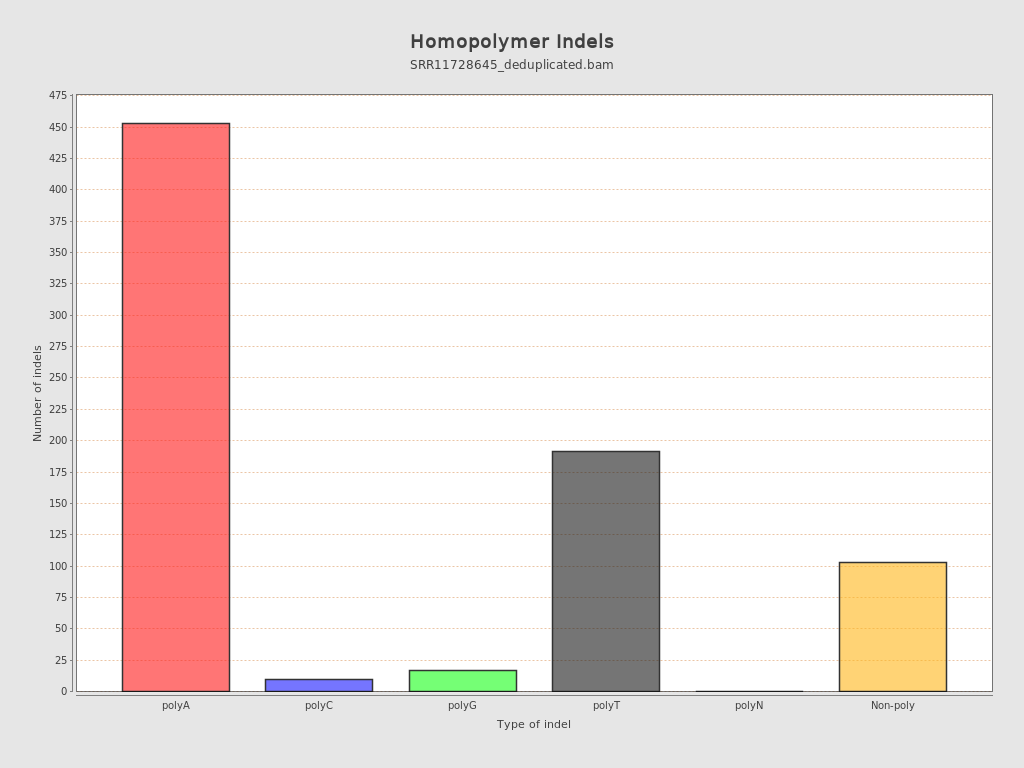 Homopolymer Indels
SRR11728645_deduplicated.bam
475
450
425
400
375
350
325
300
275
250
225
200
175
150
125
100
75
50
25
0
Number of indels
polyA
polyC
polyG
polyT
polyN
Non-poly
Type of indel